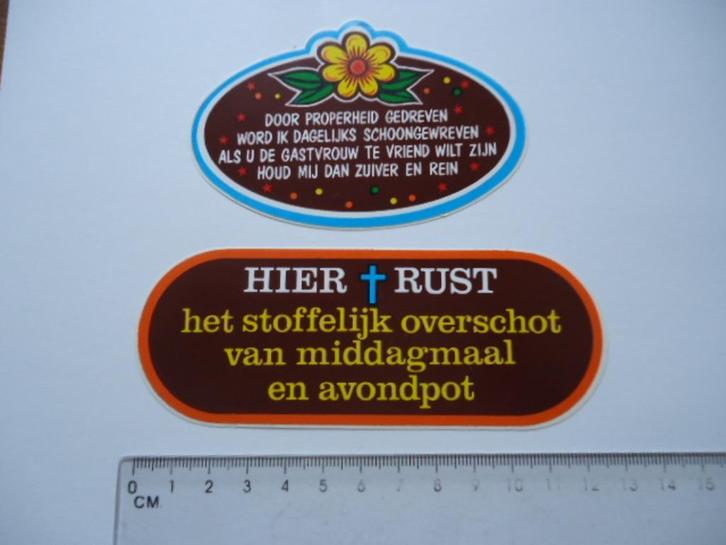 DOOR PROPERHEID GEDREVEN
WORD IK DAGELIJKS SCHOONGEWREVEN
ALS U DE GASTVROUW TE VRIEND WILT ZIJN
HOUD MIJ DAN ZUIVER EN REIN
HIER RUST
het stoffelijk overschot
van middagmaal
en avondpot
0 1 2 3 4 5 6 7 8 9 10 11 12 13 14 15
CM